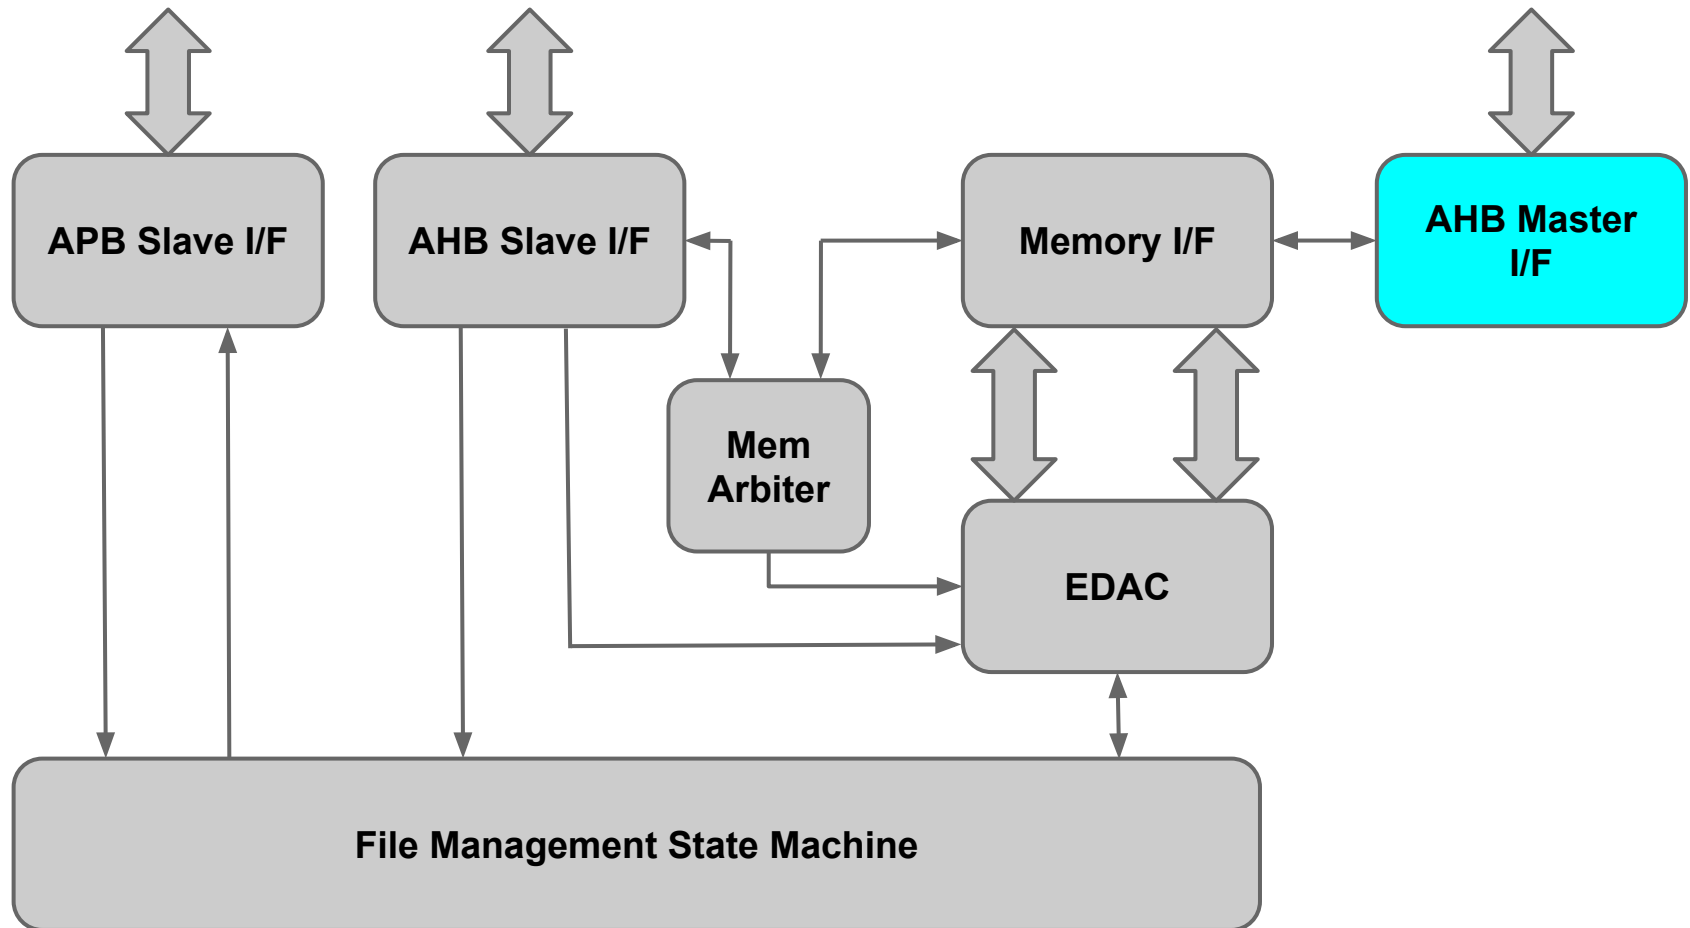 APB Slave I/F
AHB Slave I/F
Memory I/F
AHB Master
I/F
Mem
Arbiter
EDAC
File Management State Machine